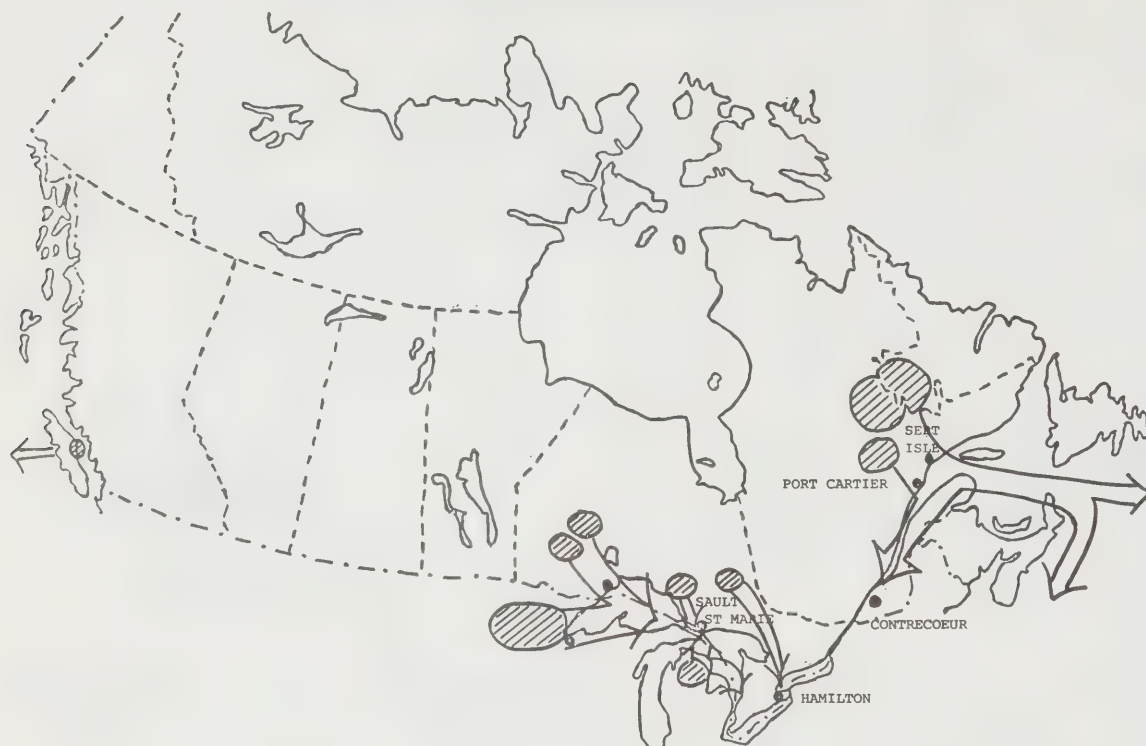 SEPT
ISLE
PORT CARTIER
SAULT
ST MARIE
CONTRECOEUR
HAMILTON